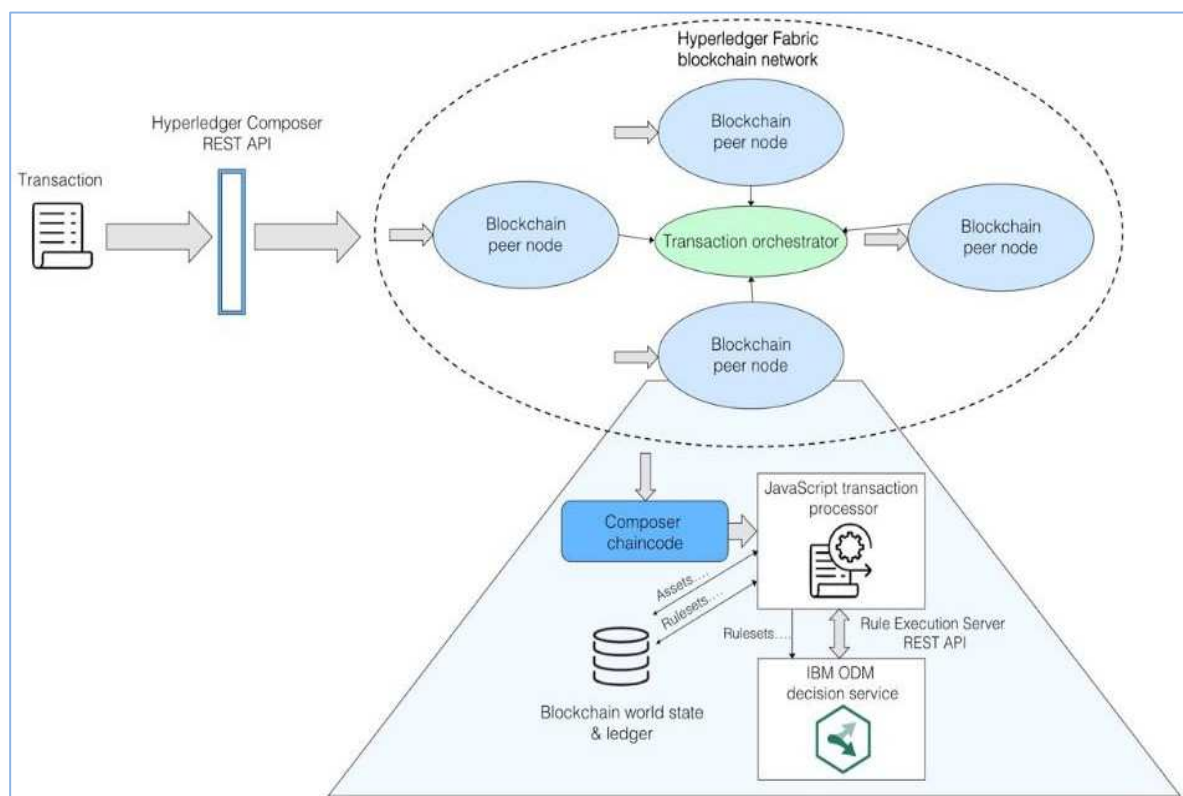 Hyperledger Fabric
blockchain network
Hyperledger Composer
REST API
Transaction
Blockchain
peer node
Blockchain
peer node
Transaction orchestrator
Blockchain
peer node
Blockchain
peer node
JavaScript transaction
processor
Composer
chaincode
Assets....
Rulesets....
Rulesets....
Rule Execution Server
REST API
IBM ODM
decision service
Blockchain world state
& ledger